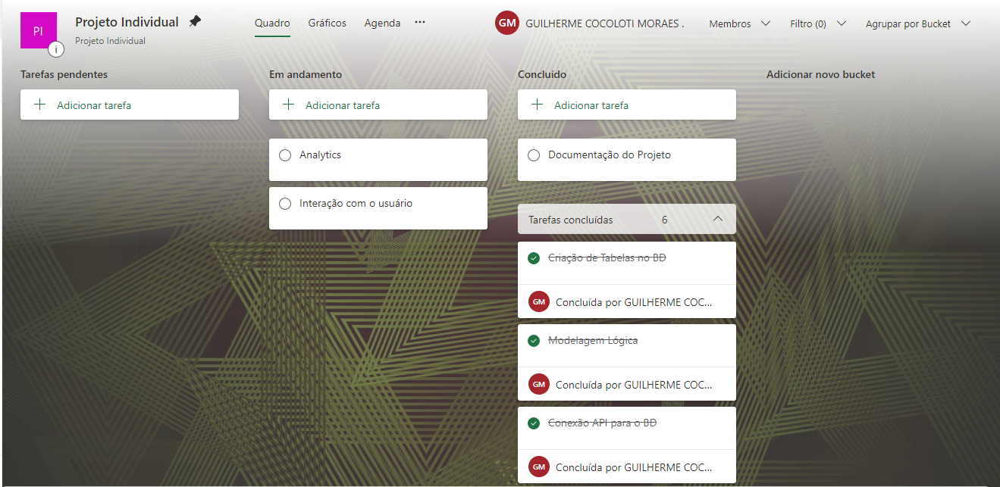 PI
Projeto Individual
Projeto Individual
i
Quadro
Gráficos
Agenda
GM
GUILHERME COCOLOTI MORAES .
Membros
Filtro (0)
Agrupar por Bucket
Tarefas pendentes
Adicionar tarefa
Em andamento
Adicionar tarefa
Analytics
Interação com o usuário
Concluído
Adicionar tarefa
Documentação do Projeto
Tarefas concluídas 6
Criação de Tabelas no BD
GM Concluída por GUILHERME COC...
Modelagem Lógica
GM Concluída por GUILHERME COC...
Conexão API para o BD
GM Concluída por GUILHERME COC...
Adicionar novo bucket